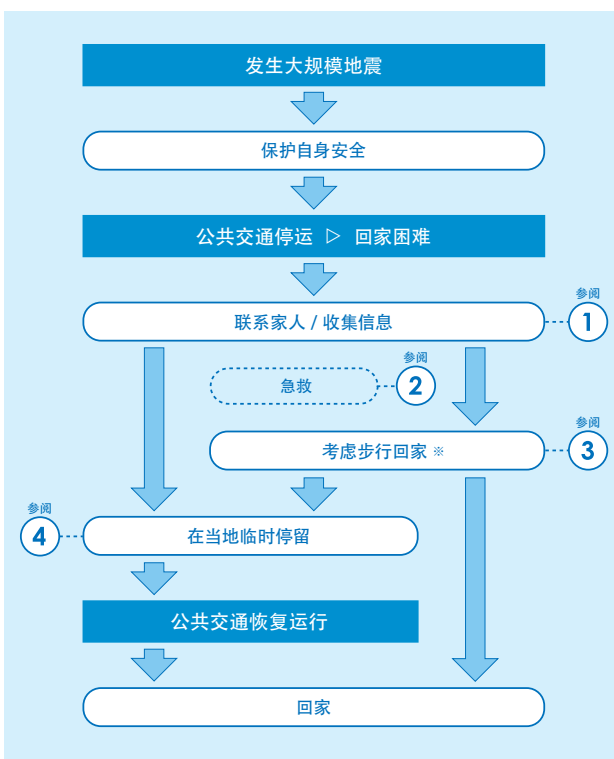 发生大规模地震
保护自身安全
公共交通停运 ▷ 回家困难
参阅
联系家人 / 收集信息
1
参阅
急救
2
参阅
考虑步行回家 ※
3
参阅
4
在当地临时停留
公共交通恢复运行
回家